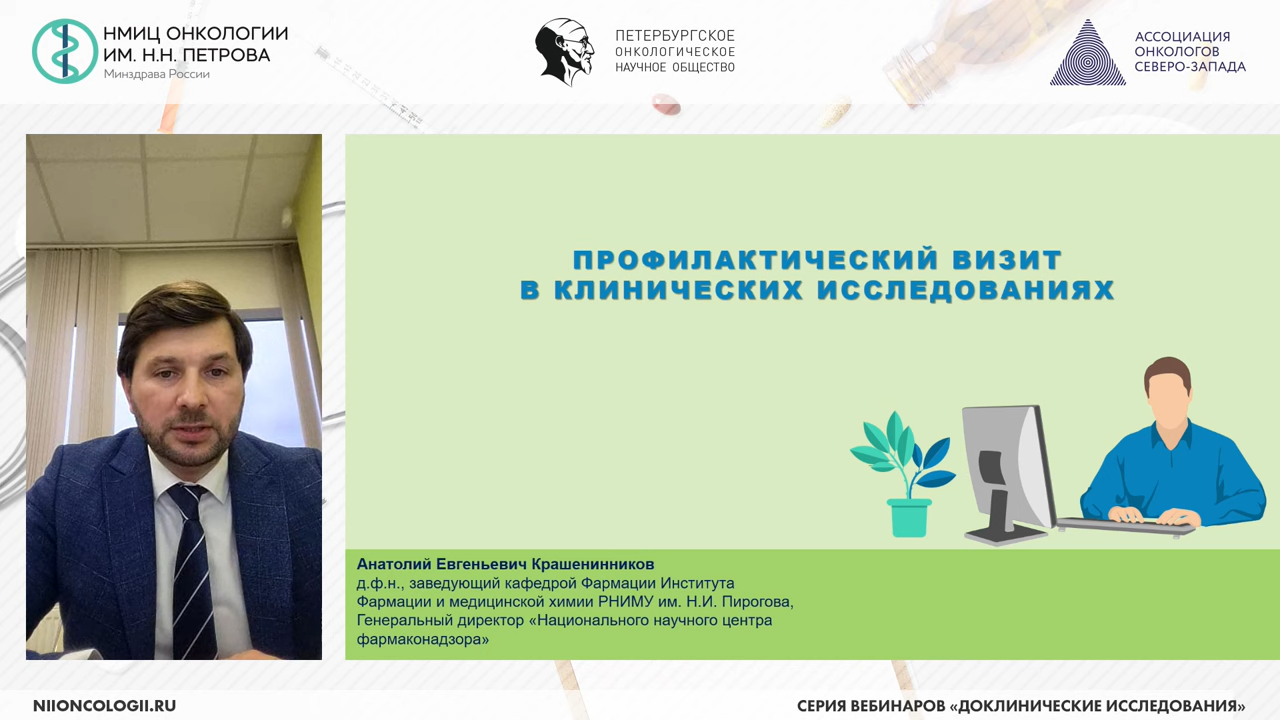 НМИЦ ОНКОЛОГИИ
ИМ. Н.Н. ПЕТРОВА
Минздрава России
ПЕТЕРБУРГСКОЕ
ОНКОЛОГИЧЕСКОЕ
НАУЧНОЕ ОБЩЕСТВО
АССОЦИАЦИЯ
ОНКОЛОГОВ
СЕВЕРО-ЗАПАДА
ПРОФИЛАКТИЧЕСКИЙ ВИЗИТ
В КЛИНИЧЕСКИХ ИССЛЕДОВАНИЯХ
Анатолий Евгеньевич Крашенинников
д.ф.н., заведующий кафедрой Фармации Института
Фармации и медицинской химии РНИМУ им. Н.И. Пирогова,
Генеральный директор «Национального научного центра
фармаконадзора»
NIIONCOLOGII.RU
СЕРИЯ ВЕБИНАРОВ «ДОКЛИНИЧЕСКИЕ ИССЛЕДОВАНИЯ»